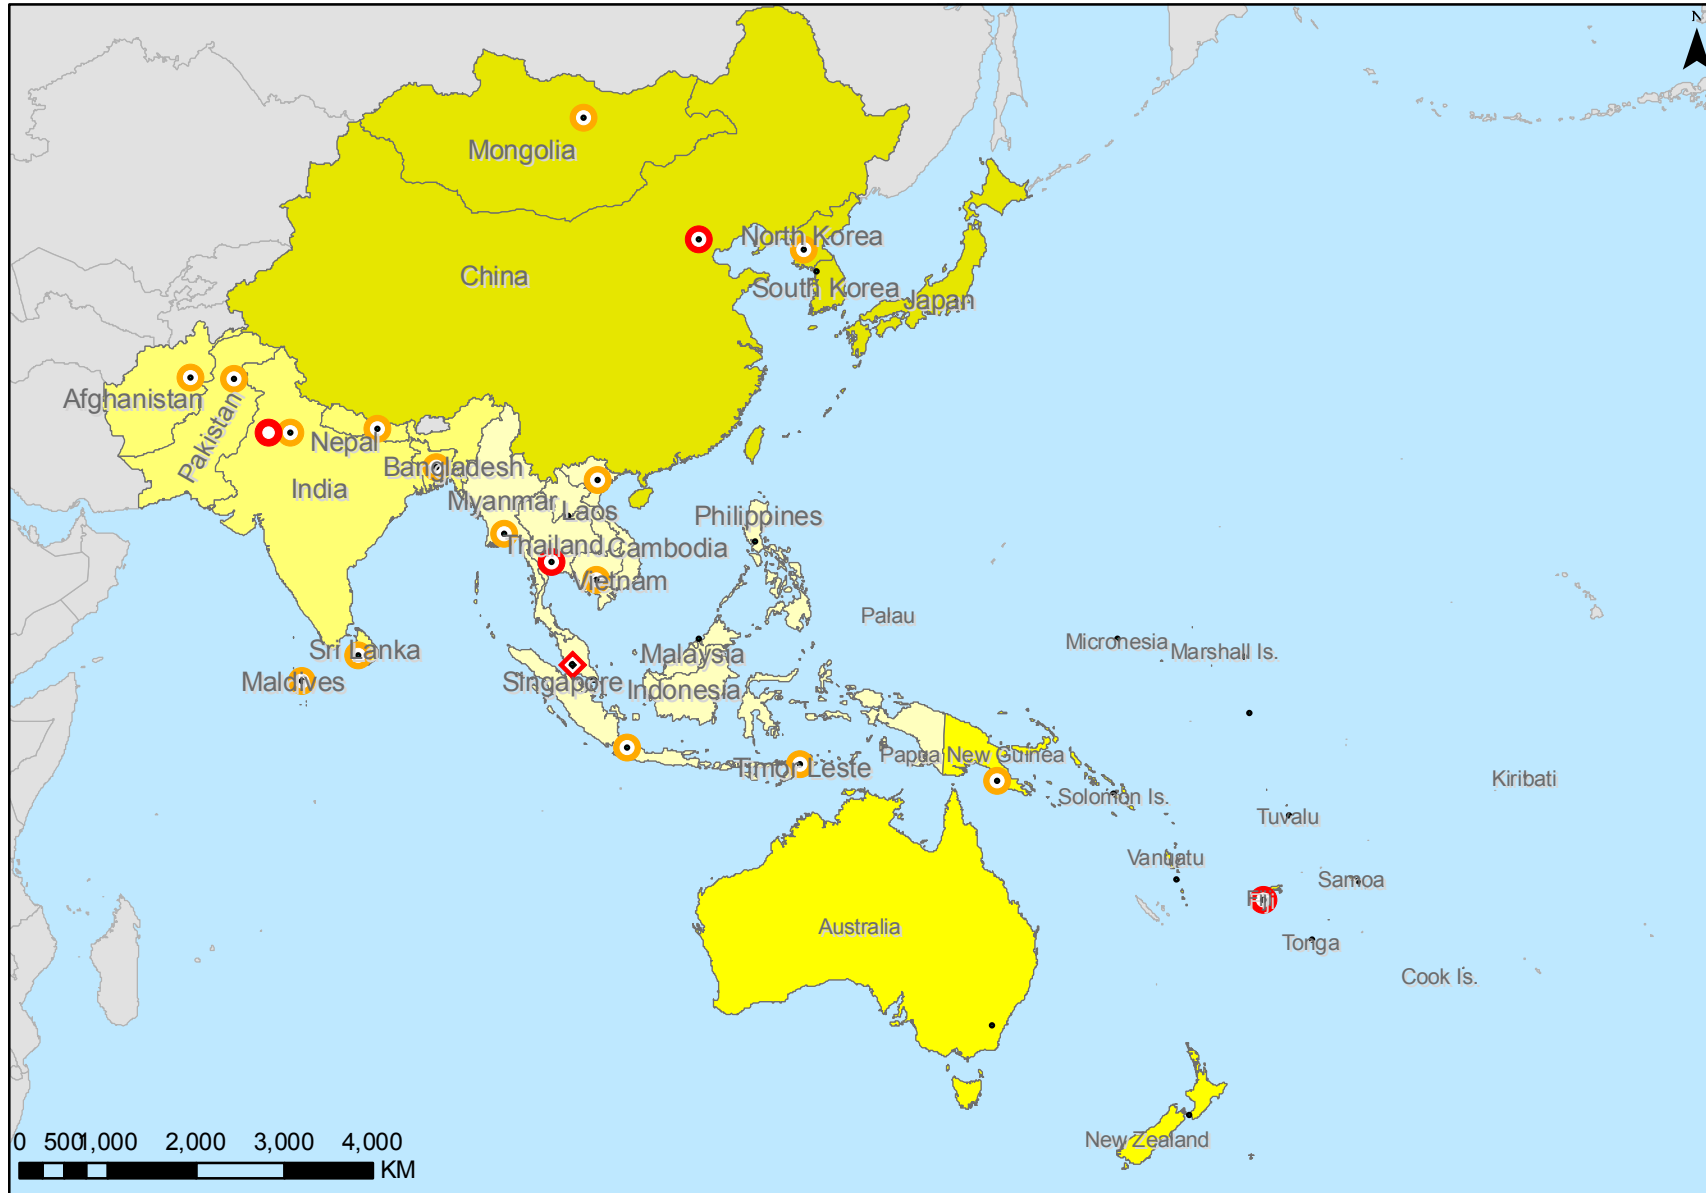 N
Mongolia
North Korea
China
South Korea
Japan
Afghanistan
Pakistan
Nepal
Bangladesh
India
Myanmar
Laos
Philippines
Thailand
Cambodia
Vietnam
Palau
Micronesia
Marshall Is.
Sri Lanka
Malaysia
Maldives
Singapore
Indonesia
Papua New Guinea
Timor Leste
Kiribati
Solomon Is.
Tuvalu
Vanuatu
Samoa
Fiji
Australia
Tonga
Cook Is.
New Zealand
0 500 1,000 2,000 3,000 4,000
KM